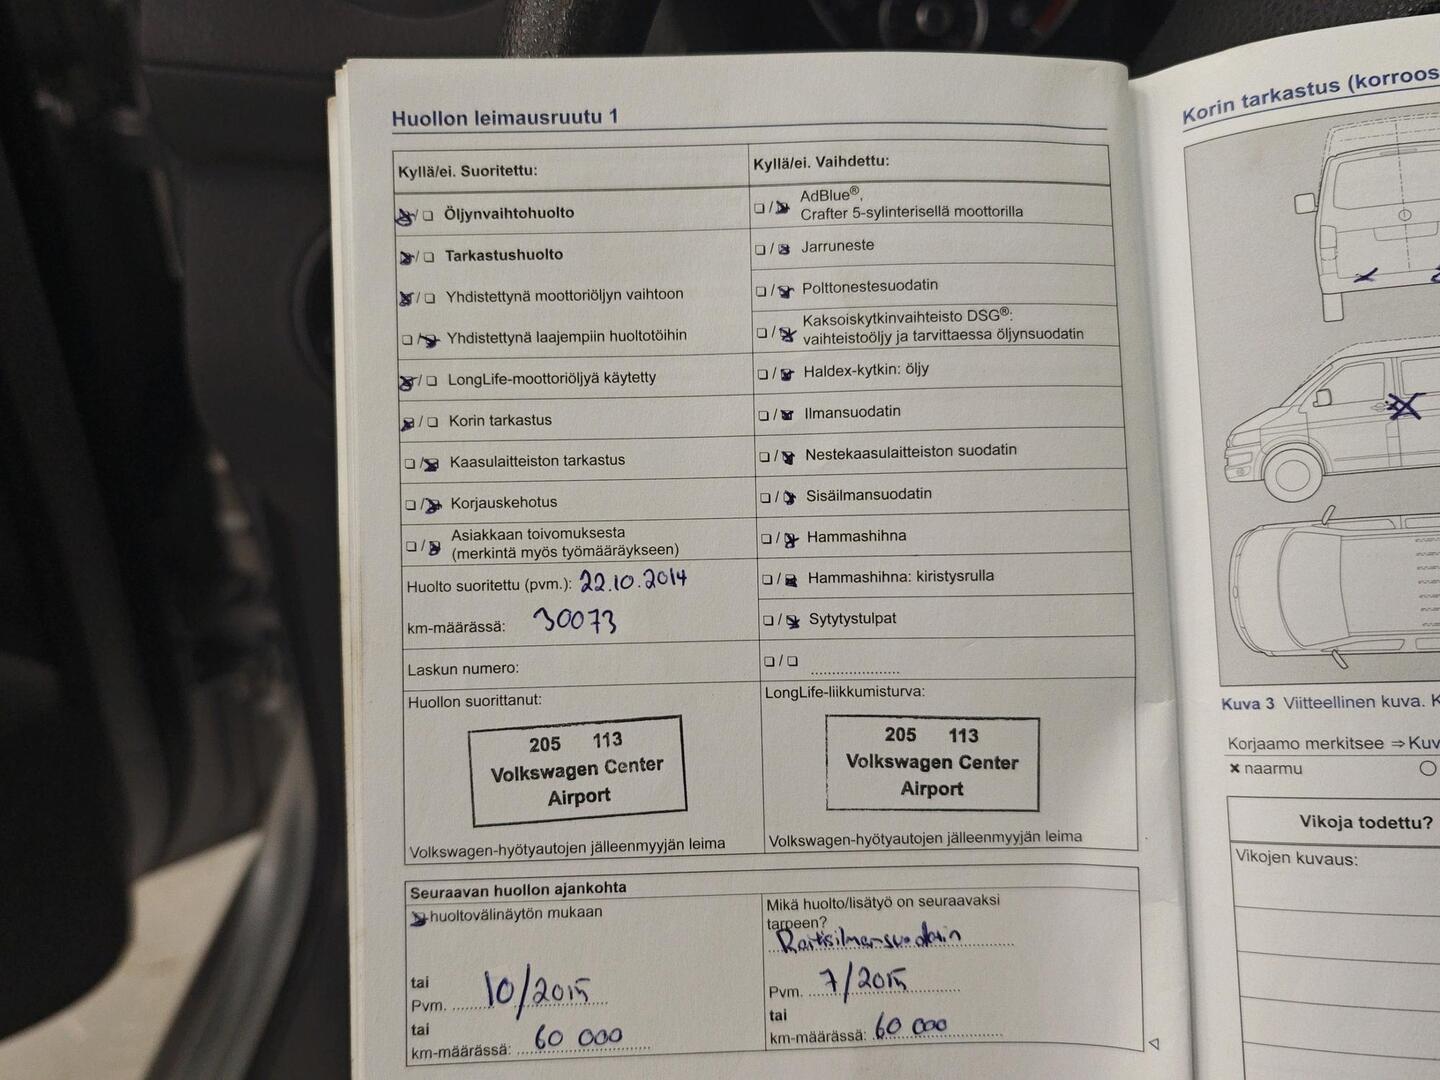 Huollon leimausruutu 1
Kyllä/ei. Suoritettu:
Öljynvaihtohuolto
Tarkastushuolto
Yhdistettynä moottoriöljyn vaihtoon
Yhdistettynä laajempiin huoltotöihin
LongLife-moottoriöljyä käytetty
Korin tarkastus
Kaasulaitteiston tarkastus
Korjauskehotus
Asiakkaan toivomuksesta
(merkintä myös työmääräykseen)
Huolto suoritettu (pvm.): 22.10.2014
km-määrässä: 30073
Laskun numero:
Huollon suorittanut:
205 113
Volkswagen Center
Airport
Volkswagen-hyötyautojen jälleenmyyjän leima
Kyllä/ei. Vaihdettu:
AdBlue®,
Crafter 5-sylinterisellä moottorilla
Jarruneste
Polttonestesuodatin
Kaksoiskytkinvaihteisto DSG®:
vaihteistoöljy ja tarvittaessa öljynsuodatin
Haldex-kytkin: öljy
Ilmansuodatin
Nestekaasulaitteiston suodatin
Sisäilmansuodatin
Hammashihna
Hammashihna: kiristysrulla
Sytytystulpat
LongLife-liikkumisturva:
205 113
Volkswagen Center
Airport
Volkswagen-hyötyautojen jälleenmyyjän leima
Seuraavan huollon ajankohta
huoltovälinäytön mukaan
tai
Pvm. 10/2015
tai
km-määrässä: 60 000
Mikä huolto/lisätyö on seuraavaksi
tarpeen?
Raitisilmansuodatin
Pvm. 7/2015
tai
km-määrässä: 60 000
Korin tarkastus (korroos
Kuva 3 Viitteellinen kuva. K
Korjaamo merkitsee ⇒ Kuv
× naarmu
Vikoja todettu?
Vikojen kuvaus: